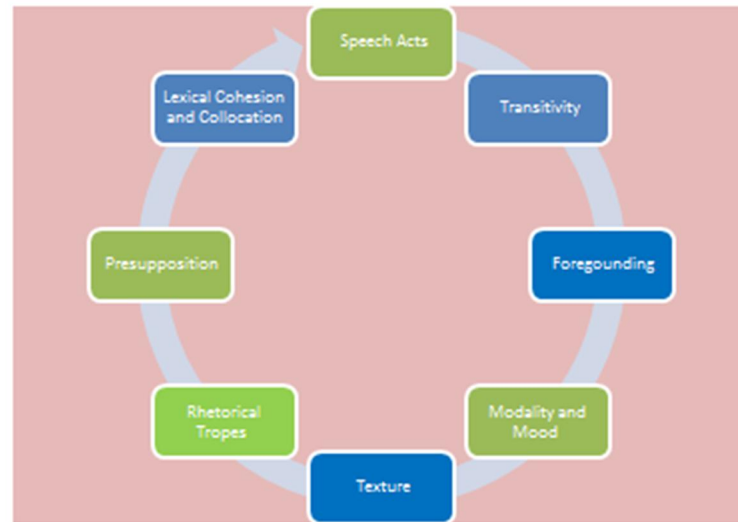 Speech Acts
Transitivity
Foregounding
Modality and
Mood
Texture
Rhetorical
Tropes
Presupposition
Lexical Cohesion
and Collocation